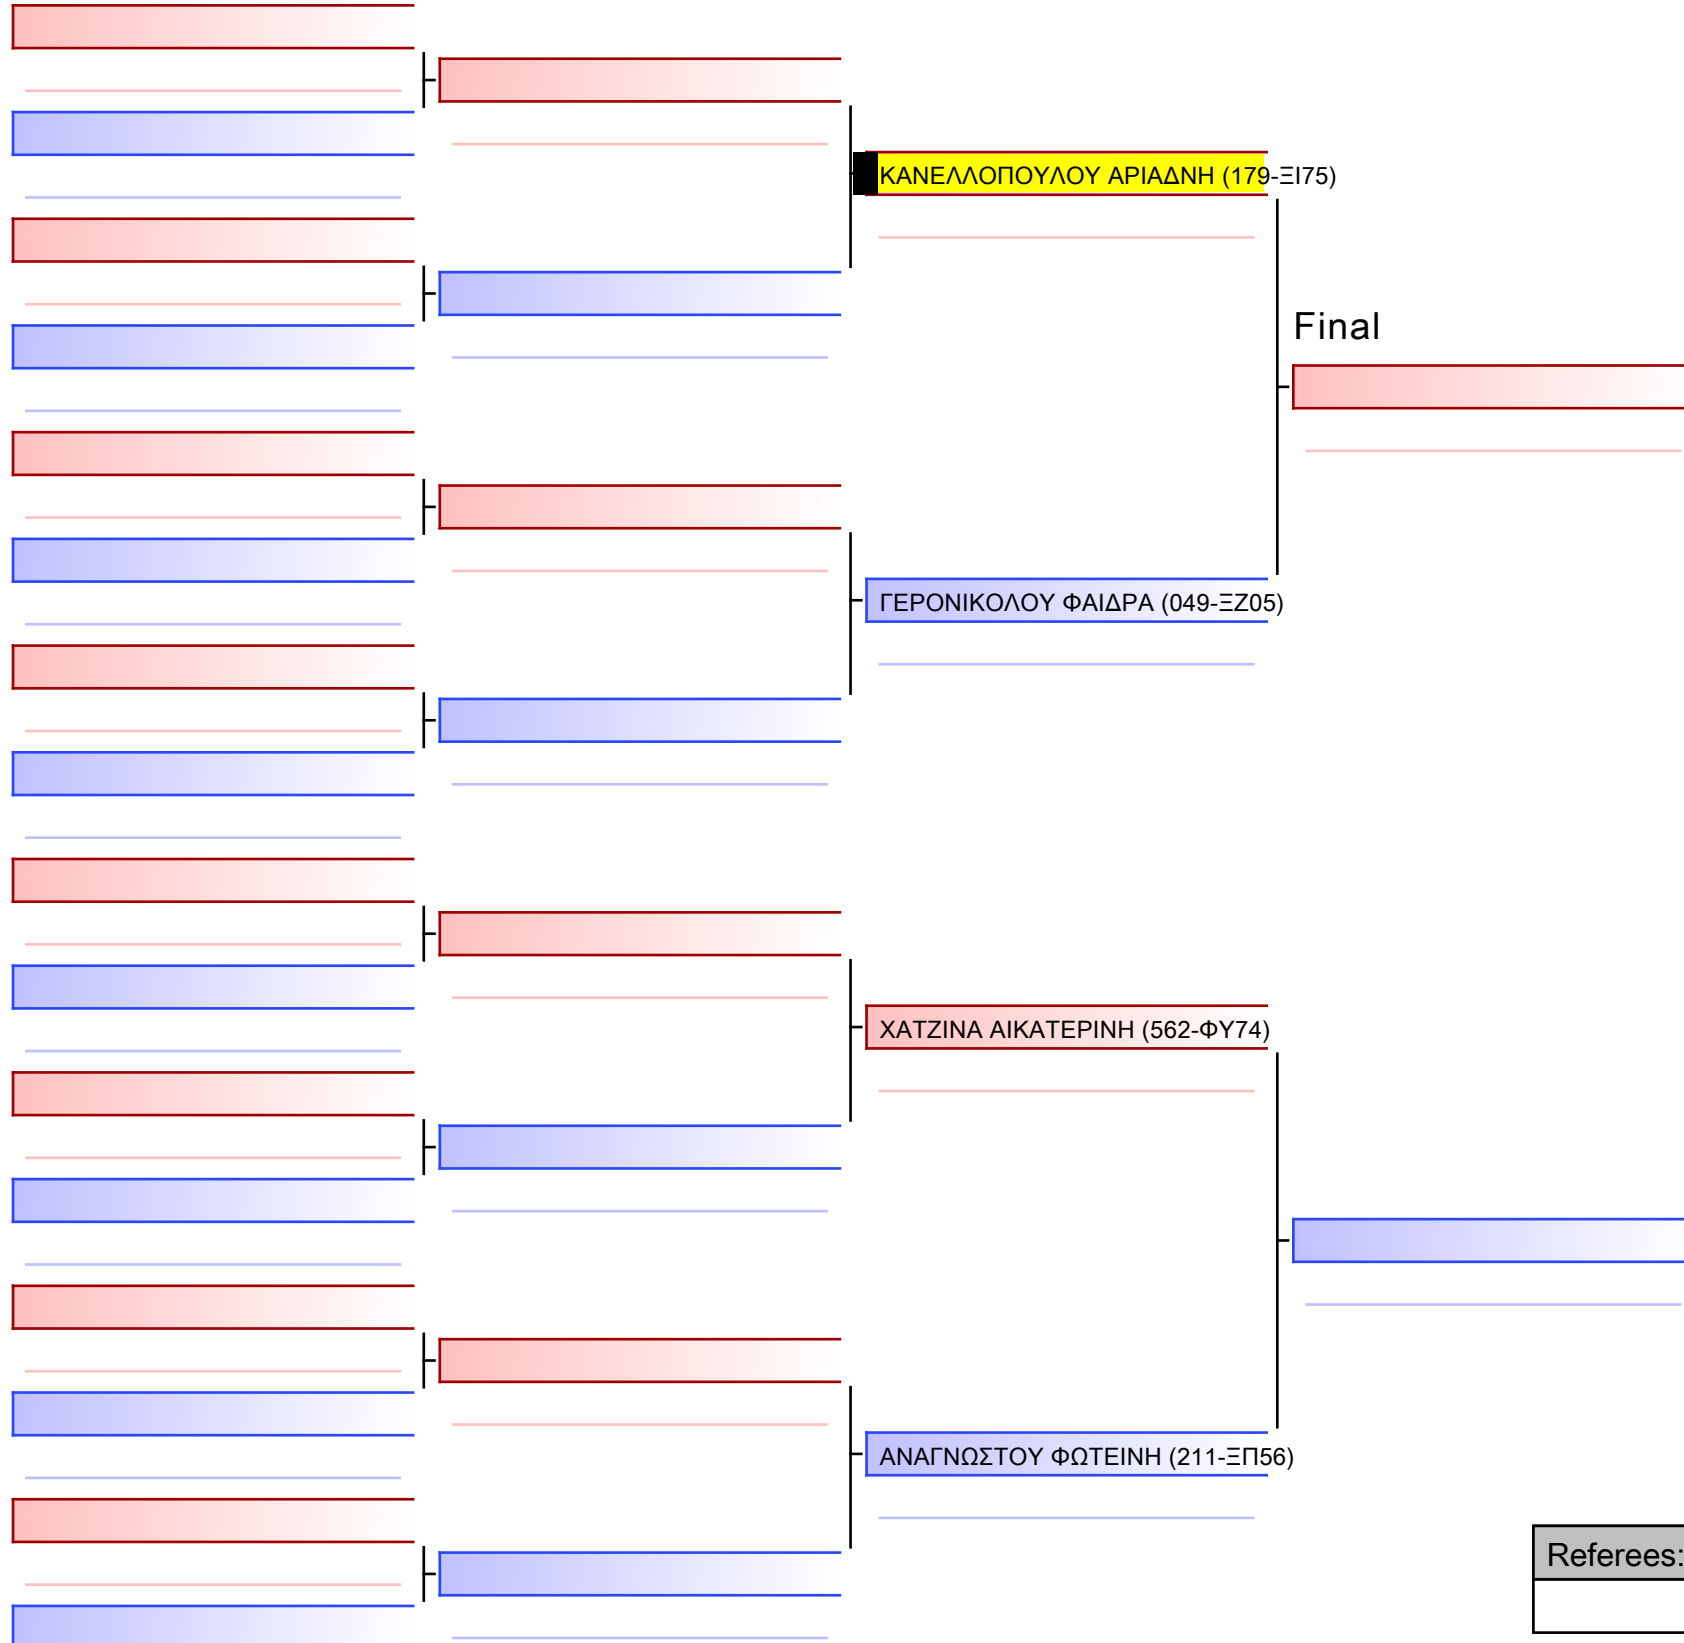 ΚΑΝΕΛΛΟΠΟΥΛΟΥ ΑΡΙΑΔΝΗ (179-ΞΙ75)
Final
ΓΕΡΟΝΙΚΟΛΟΥ ΦΑΙΔΡΑ (049-ΞΖ05)
ΧΑΤΖΙΝΑ ΑΙΚΑΤΕΡΙΝΗ (562-ΦΥ74)
ΑΝΑΓΝΩΣΤΟΥ ΦΩΤΕΙΝΗ (211-ΞΠ56)
Referees: